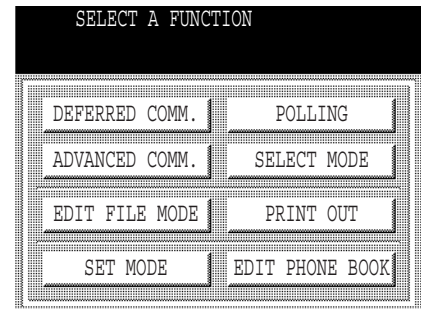 SELECT A FUNCTION
DEFERRED COMM. POLLING
ADVANCED COMM. SELECT MODE
EDIT FILE MODE PRINT OUT
SET MODE EDIT PHONE BOOK